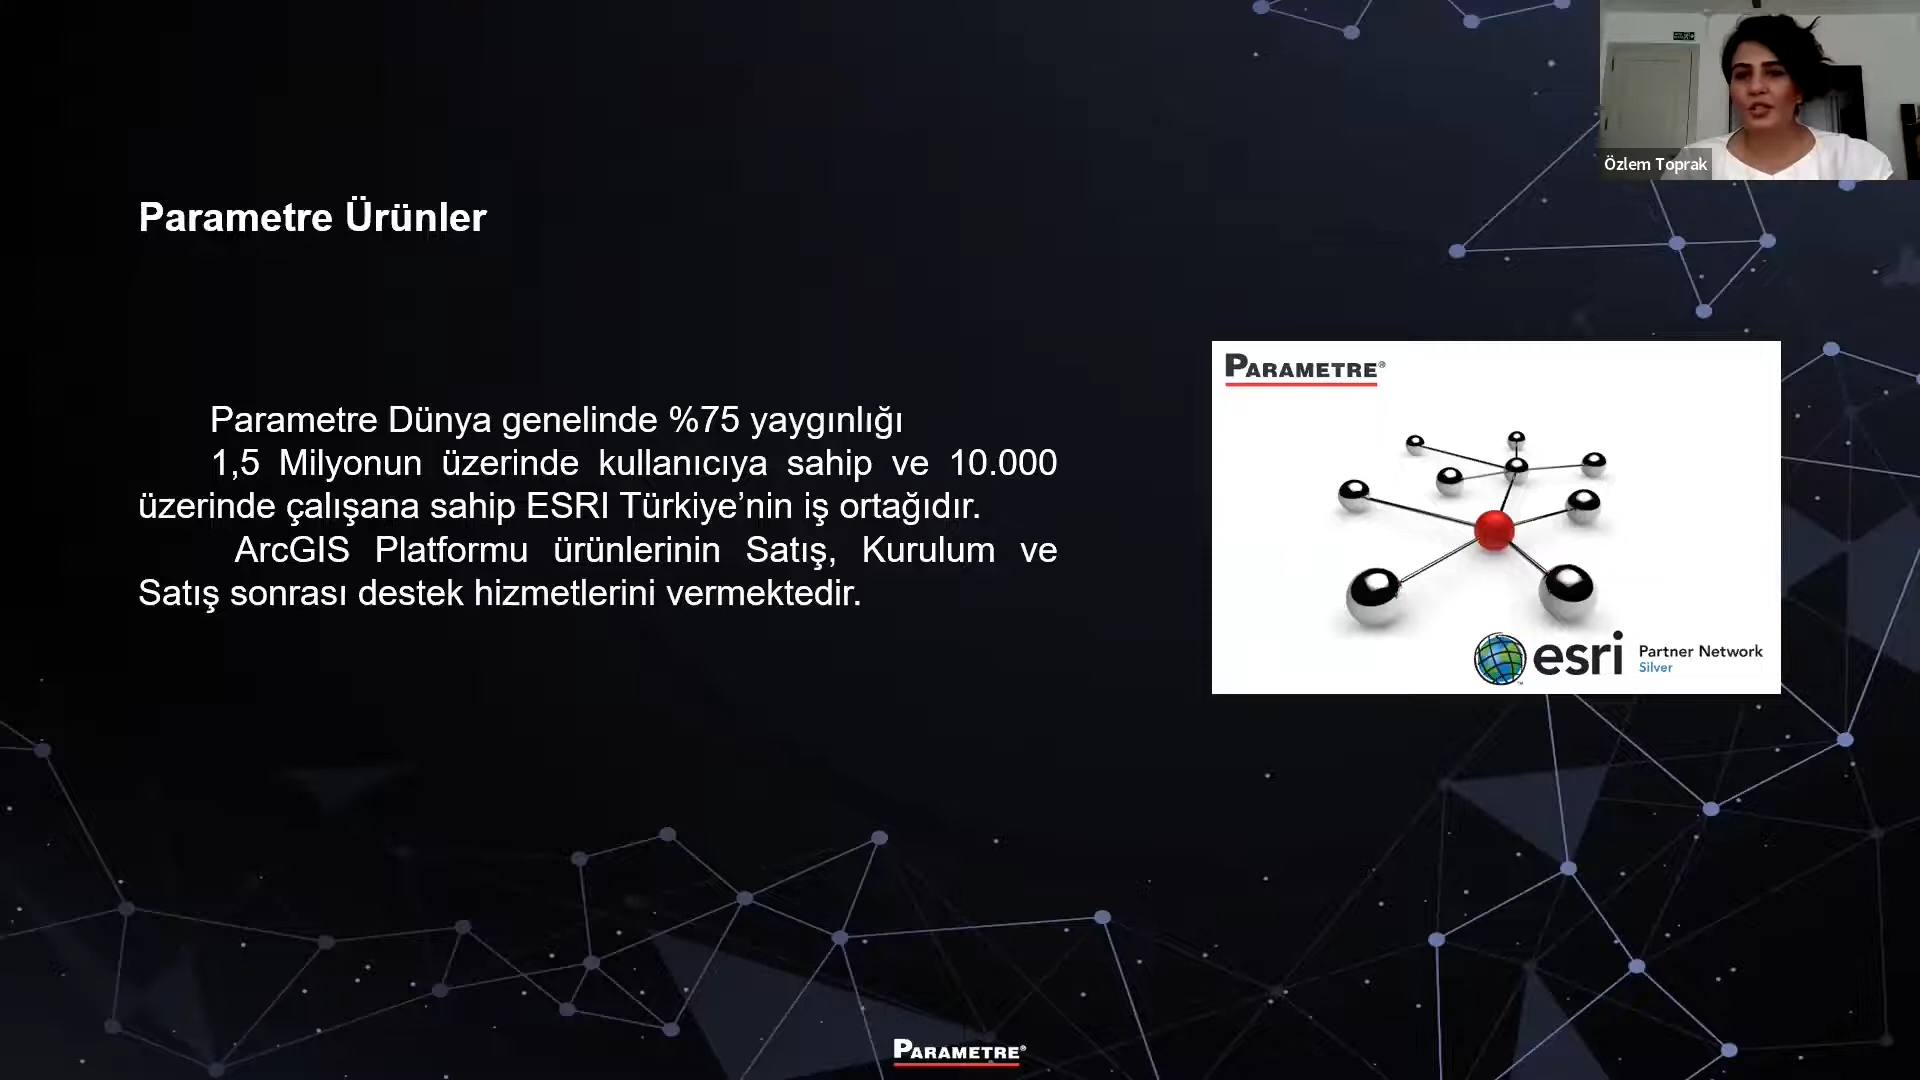 Özlem Toprak
Parametre Ürünler
Parametre Dünya genelinde %75 yaygınlığı
1,5 Milyonun üzerinde kullanıcıya sahip ve 10.000
üzerinde çalışana sahip ESRI Türkiye’nin iş ortağıdır.
ArcGIS Platformu ürünlerinin Satış, Kurulum ve
Satış sonrası destek hizmetlerini vermektedir.
PARAMETRE®
esri Partner Network
Silver
PARAMETRE®